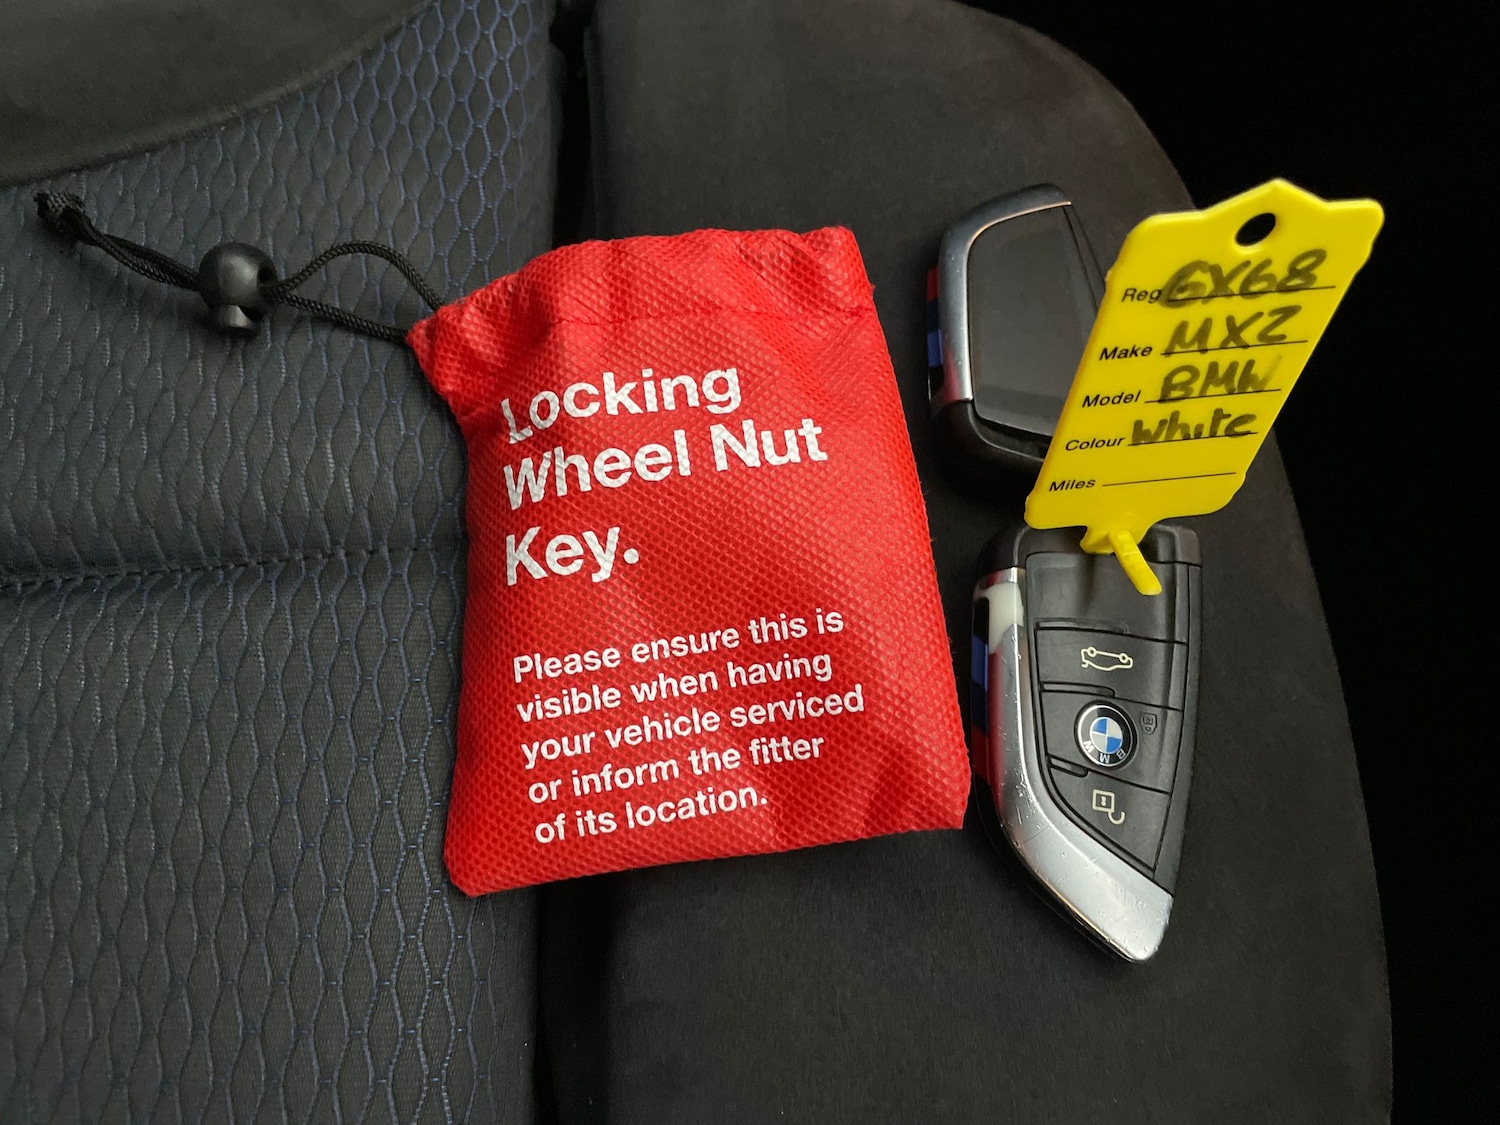 Locking
Wheel Nut
Key.
Please ensure this is
visible when having
your vehicle serviced
or inform the fitter
of its location.
Reg GX68
Make MXZ
Model BMW
Colour White
Miles
BMW